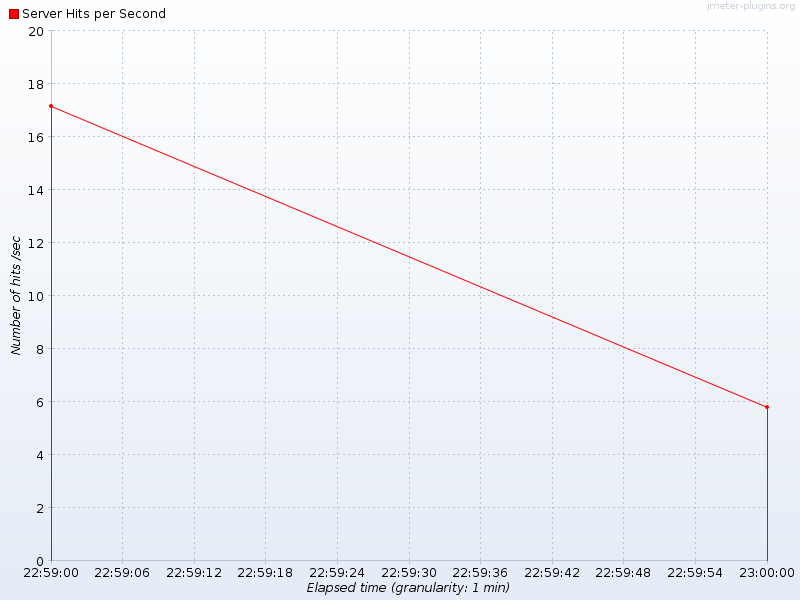 jmeter-plugins.org
Server Hits per Second
20
18
16
14
12
10
8
6
4
2
0
Number of hits /sec
22:59:00 22:59:06 22:59:12 22:59:18 22:59:24 22:59:30 22:59:36 22:59:42 22:59:48 22:59:54 23:00:00
Elapsed time (granularity: 1 min)